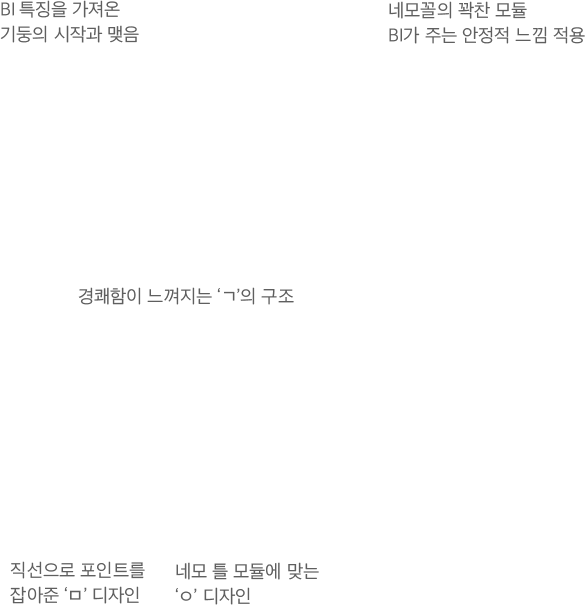 BI 특징을 가져온
기둥의 시작과 맺음
네모꼴의 꽉찬 모듈
BI가 주는 안정적 느낌 적용
경쾌함이 느껴지는 ‘ㄱ’의 구조
직선으로 포인트를
잡아준 ‘ㅁ’ 디자인
네모 틀 모듈에 맞는
‘ㅇ’ 디자인